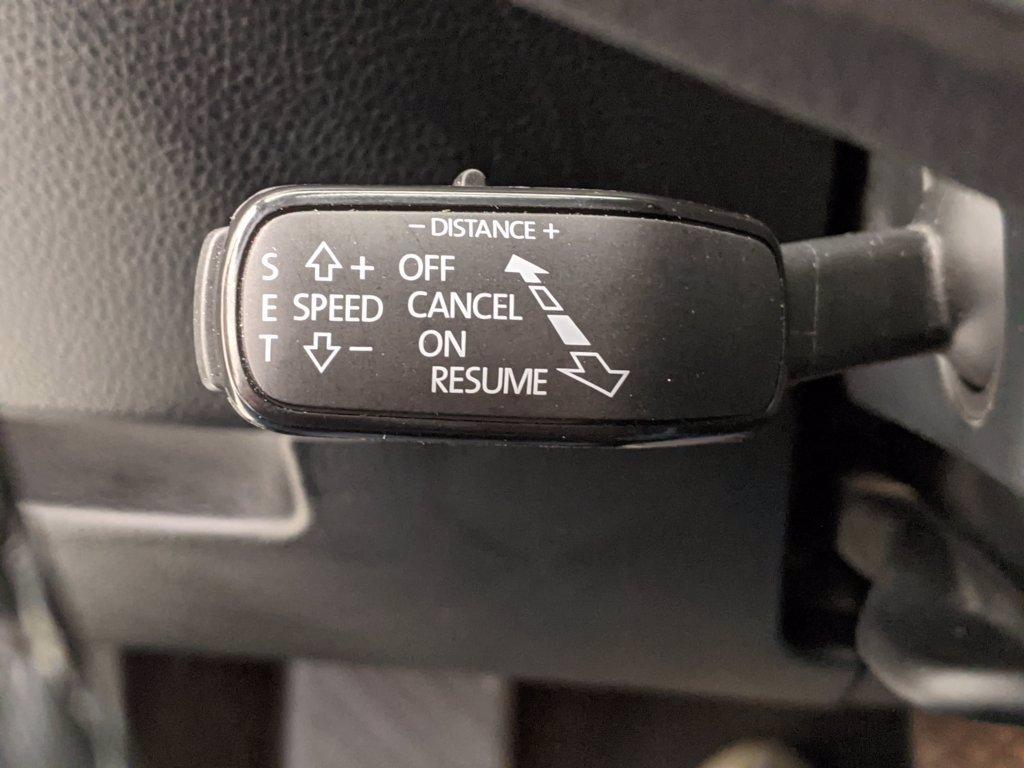 - DISTANCE +
S + OFF
E SPEED CANCEL
T - ON
RESUME